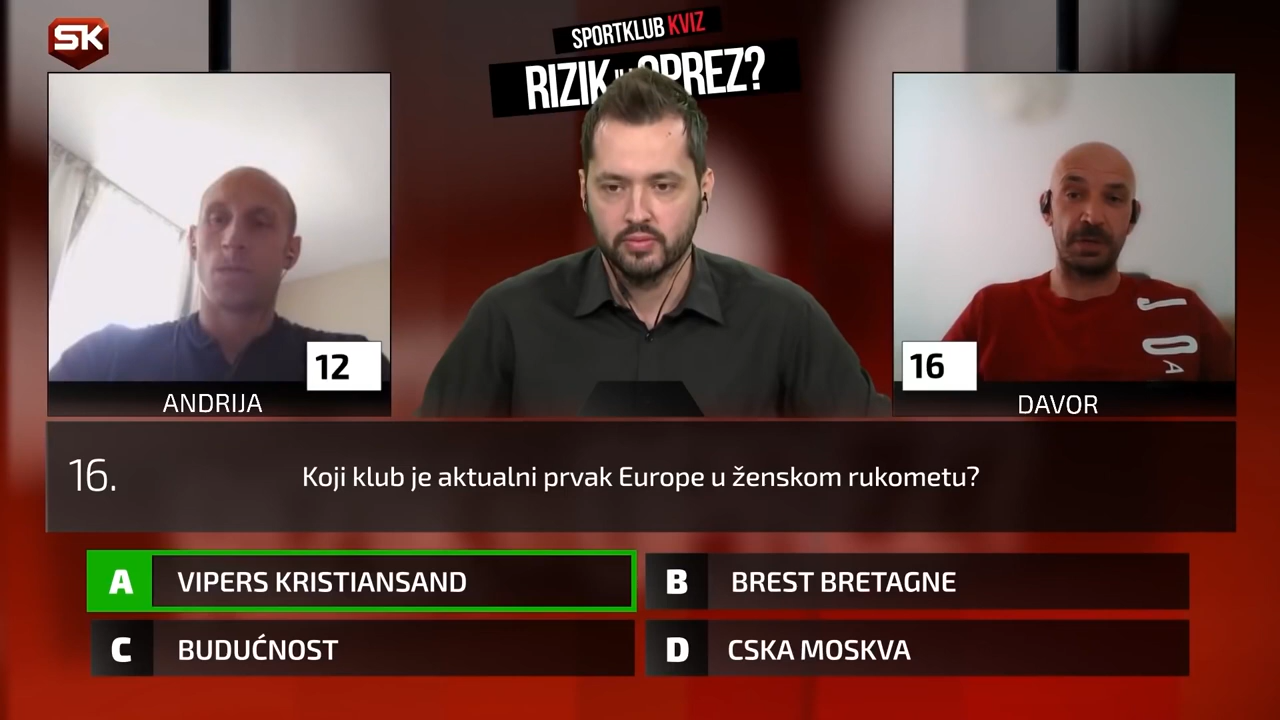 SK
SPORTKLUB KVIZ
RIZIK
OPREZ?
12
16
J
O
A
ANDRIJA
DAVOR
16.
Koji klub je aktualni prvak Europe u ženskom rukometu?
A VIPERS KRISTIANSAND
B BREST BRETAGNE
C BUDUĆNOST
D CSKA MOSKVA